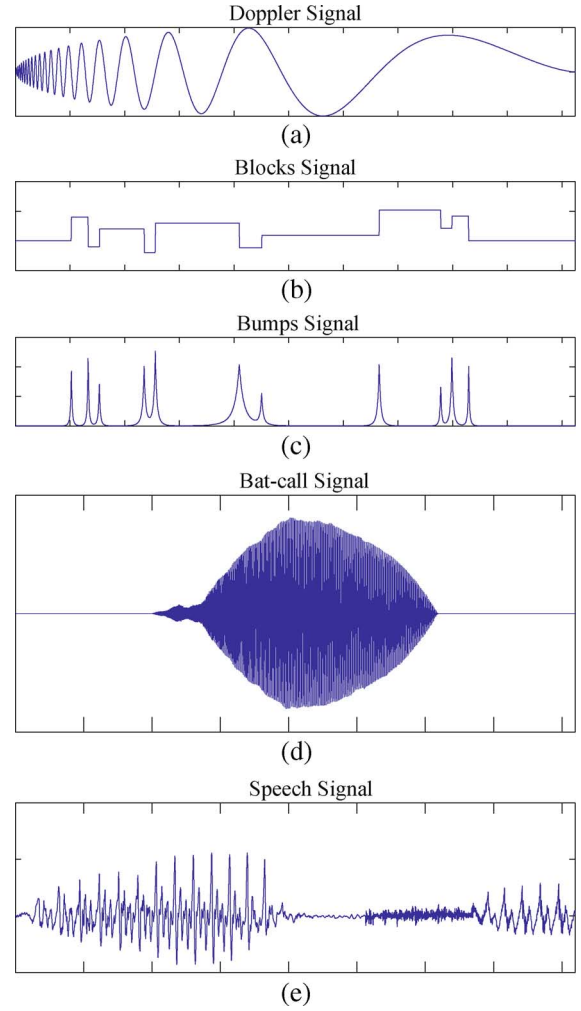 Doppler Signal
(a)
Blocks Signal
(b)
Bumps Signal
(c)
Bat-call Signal
(d)
Speech Signal
(e)